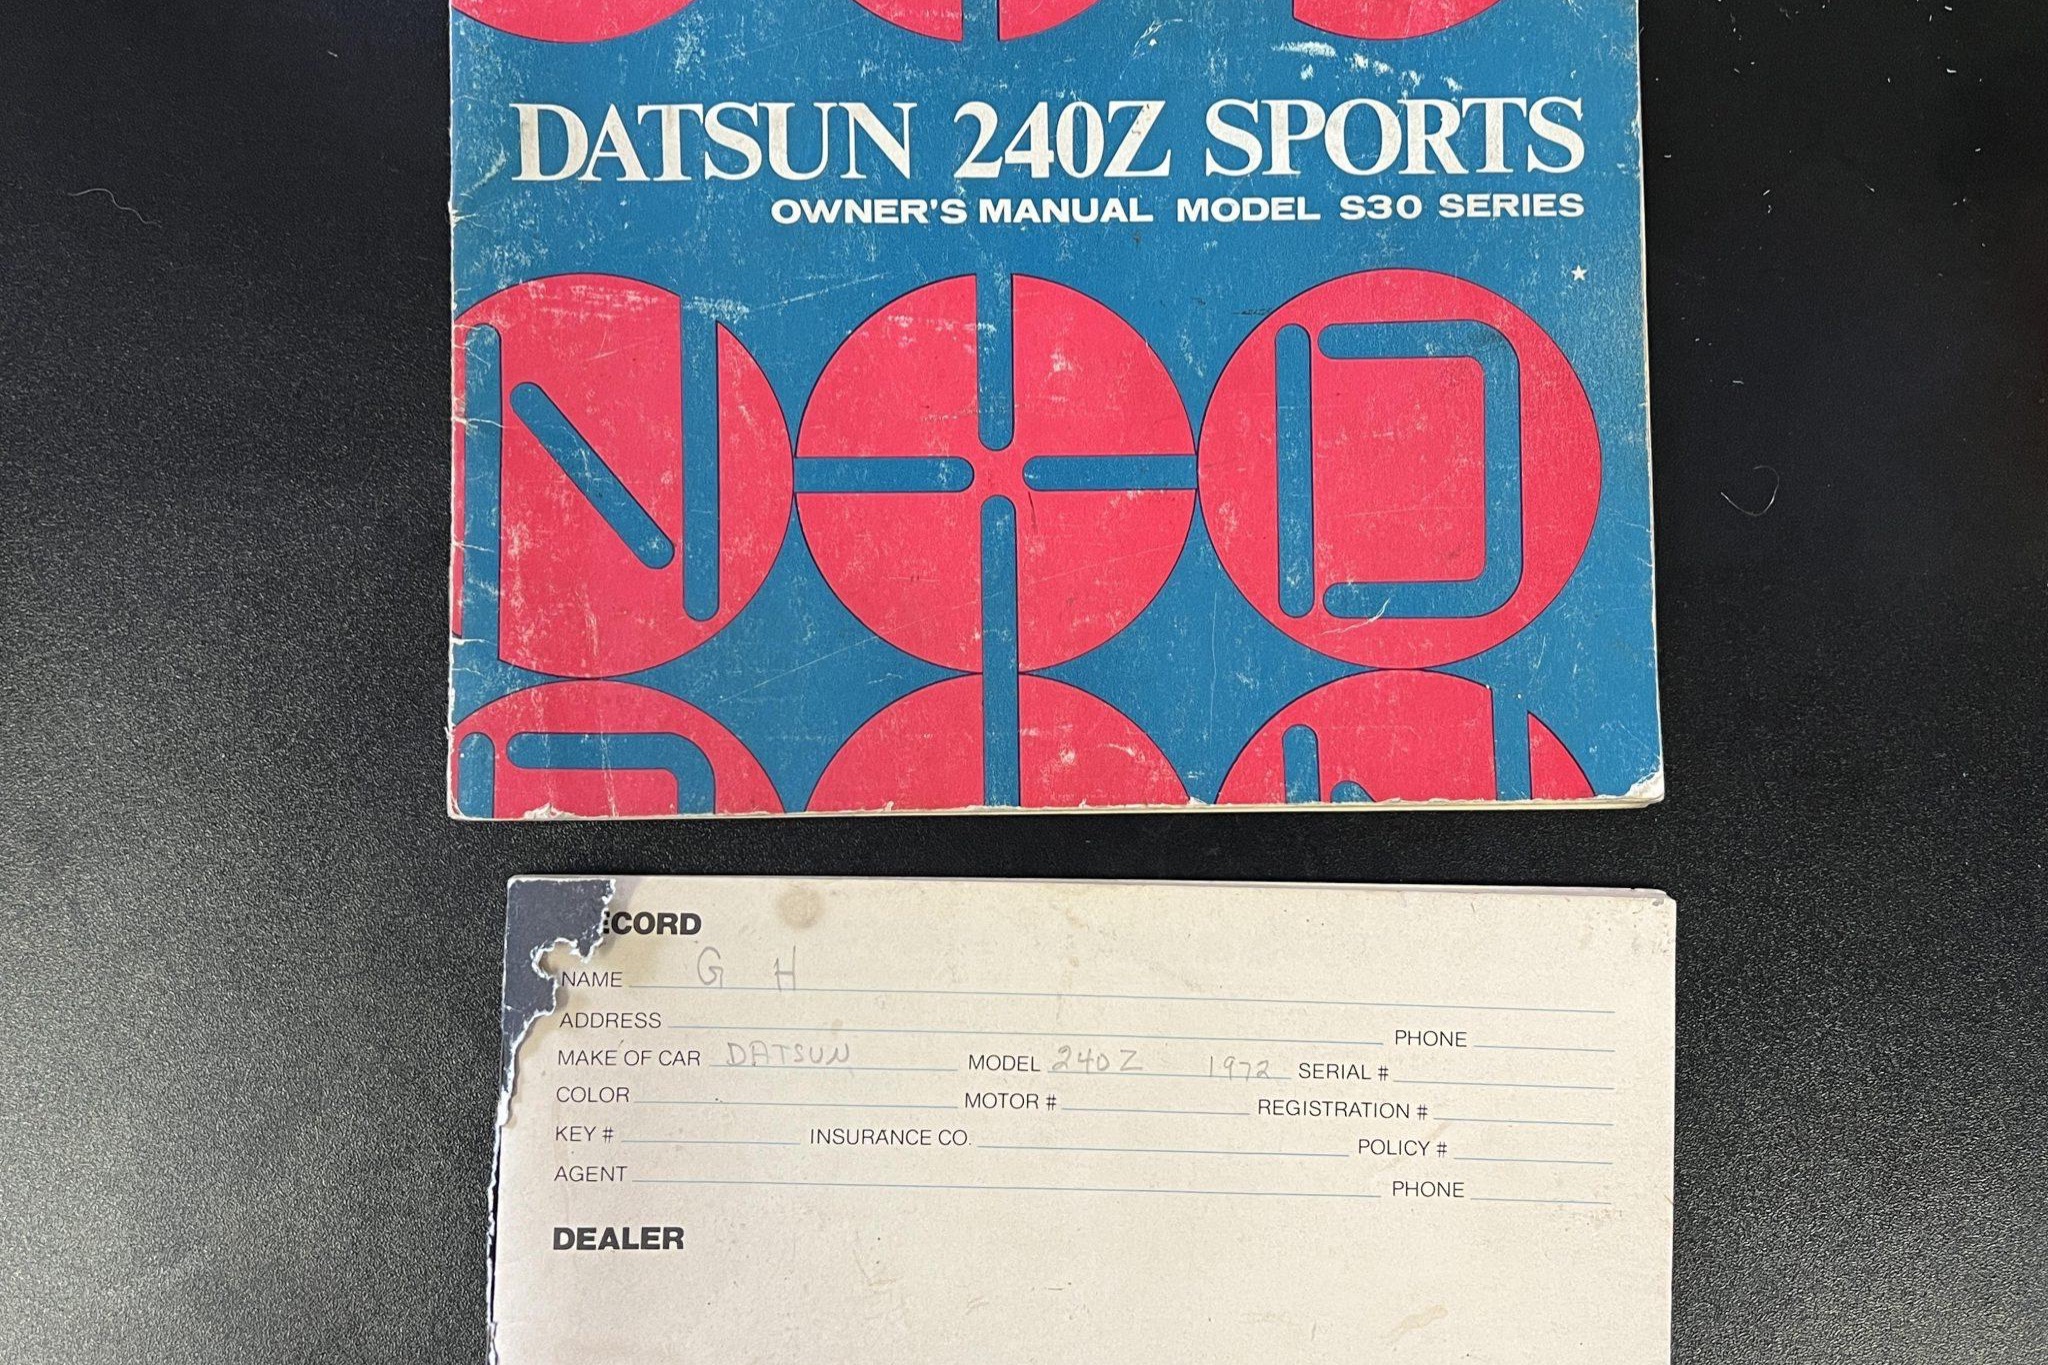 DATSUN 240Z SPORTS
OWNER'S MANUAL MODEL S30 SERIES
ECORD
NAME G H
ADDRESS PHONE
MAKE OF CAR DATSUN MODEL 240Z 1972 SERIAL #
COLOR MOTOR # REGISTRATION #
KEY # INSURANCE CO. POLICY #
AGENT PHONE
DEALER